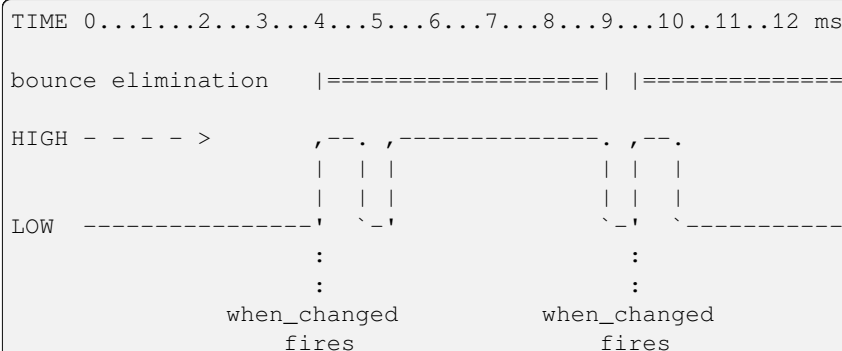 TIME 0...1...2...3...4...5...6...7...8...9...10..11..12 ms
bounce elimination   |===================| |==============
HIGH - - - - >       ,--. ,--------------. ,--.
                     |  | |              | |  |
                     |  | |              | |  |
LOW  ----------------'  `-'              `-'  `-----------
                     :                     :
                     :                     :
               when_changed          when_changed
                   fires                 fires